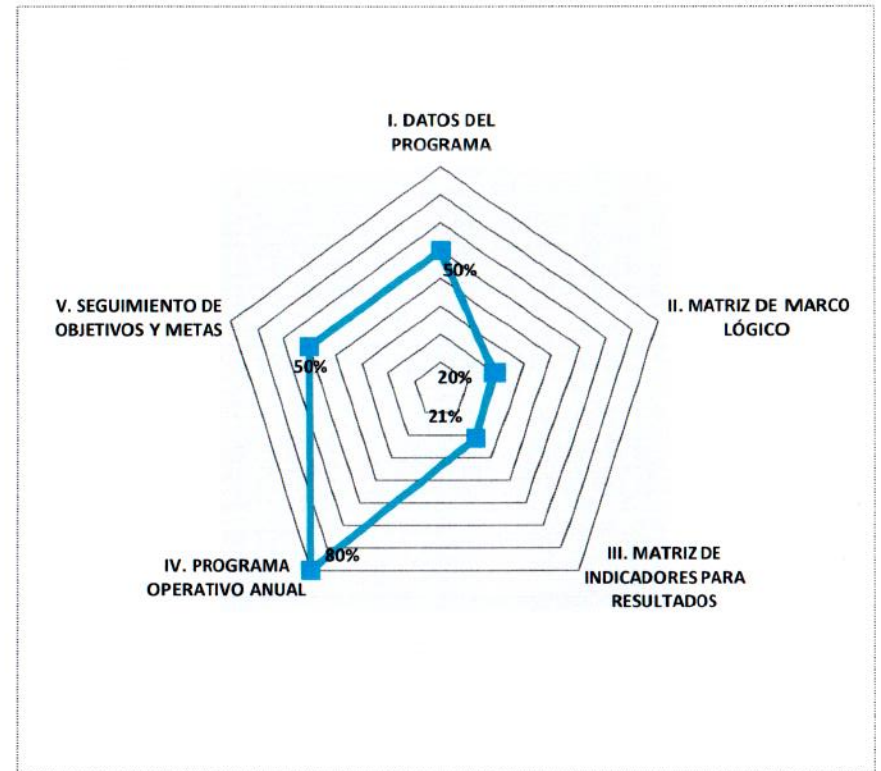 I. DATOS DEL
PROGRAMA
50%
II. MATRIZ DE MARCO
LÓGICO
20%
21%
III. MATRIZ DE
INDICADORES PARA
RESULTADOS
80%
IV. PROGRAMA
OPERATIVO ANUAL
V. SEGUIMIENTO DE
OBJETIVOS Y METAS
50%